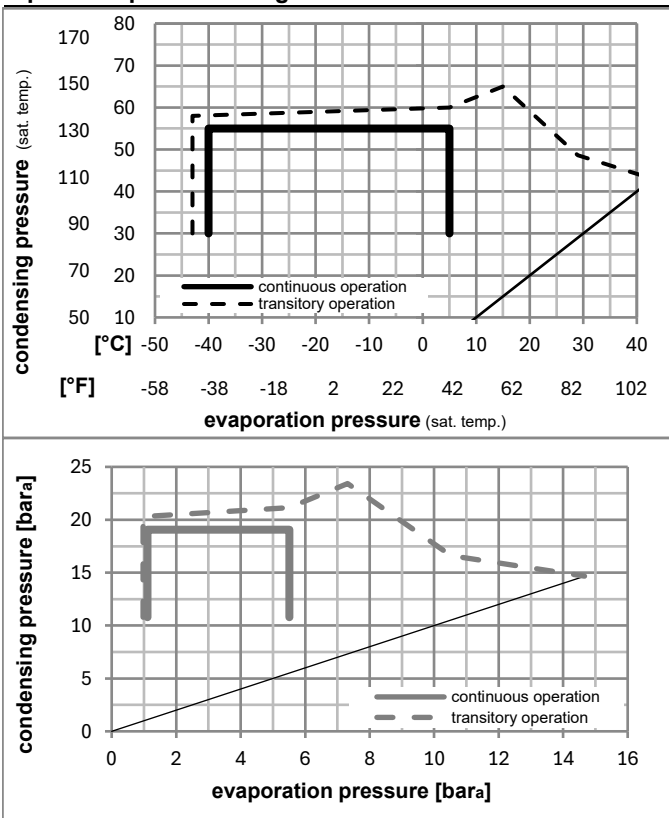 170 80
70
150 60
130 50
110 40
90 30
70 20
50 10
condensing pressure (sat. temp.)
continuous operation
transitory operation
[°C] -50 -40 -30 -20 -10 0 10 20 30 40
[°F] -58 -38 -18 2 22 42 62 82 102
evaporation pressure (sat. temp.)
condensing pressure [bara]
25
20
15
10
5
0
continuous operation
transitory operation
0 2 4 6 8 10 12 14 16
evaporation pressure [bara]